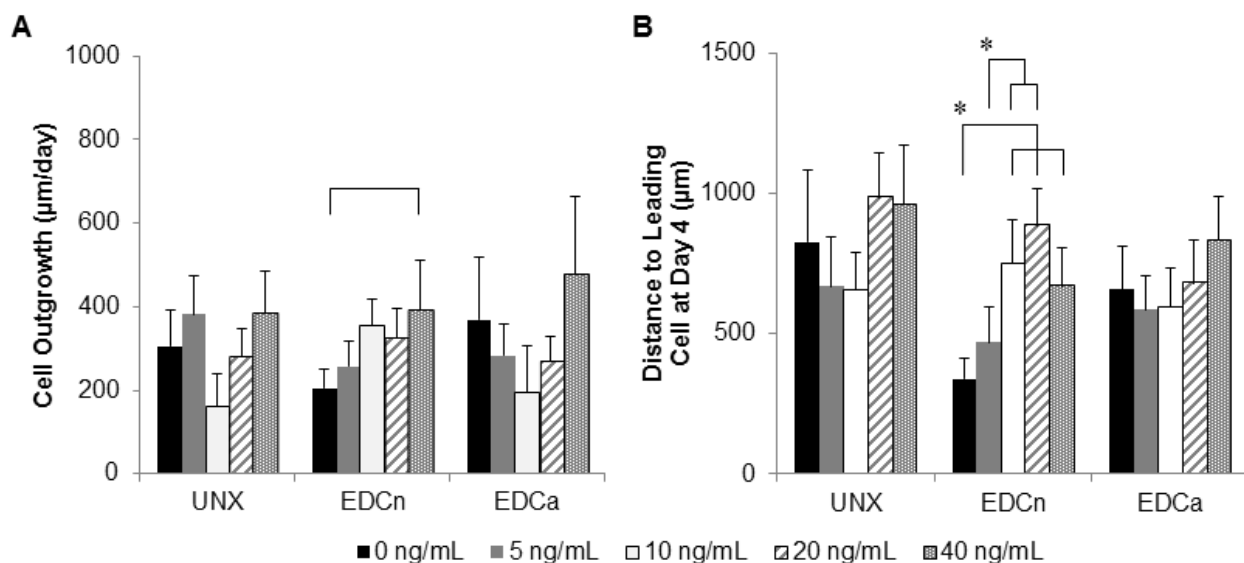 A
Cell Outgrowth (µm/day)
1000
800
600
400
200
0
UNX EDCn EDCa
B
Distance to Leading
Cell at Day 4 (µm)
1500
1000
500
0
*
*
UNX EDCn EDCa
0 ng/mL 5 ng/mL 10 ng/mL 20 ng/mL 40 ng/mL